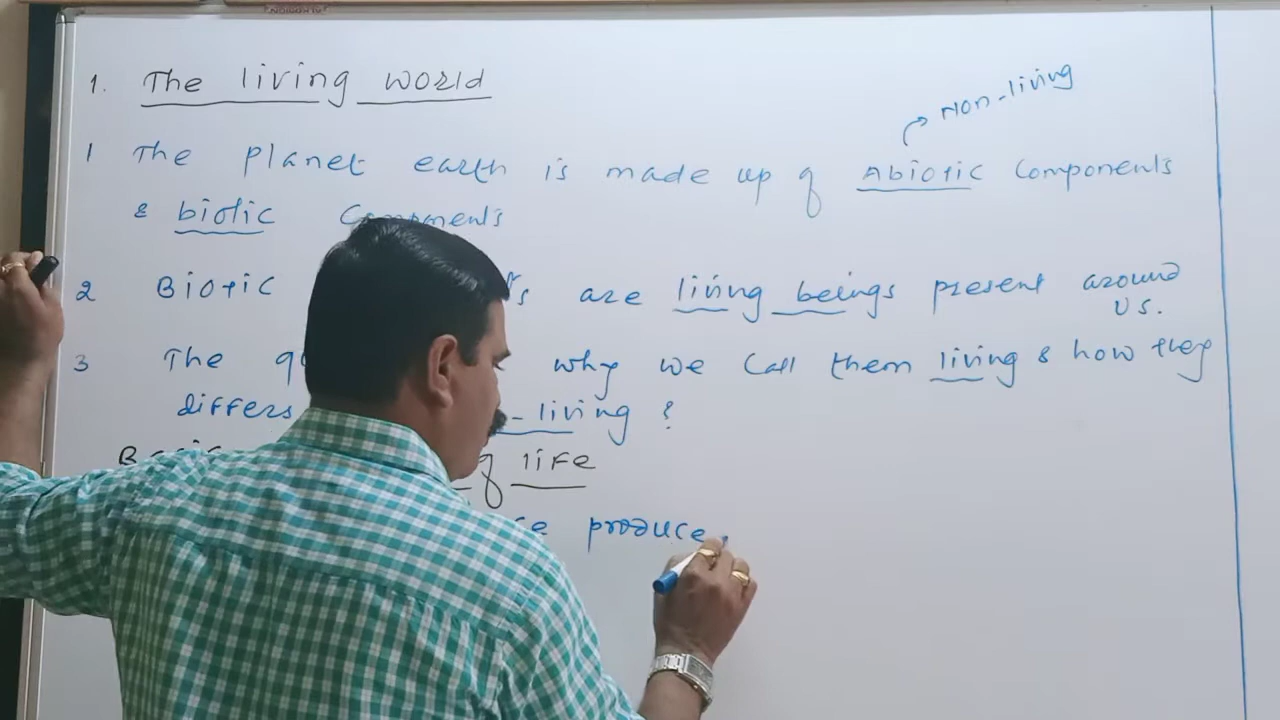 1. The living world
Non-living
1 The planet earth is made up of Abiotic Components
& biotic Components
2 Biotic are living beings present around
us.
3 The why we call them living & how they
differs - living ?
of life
produce